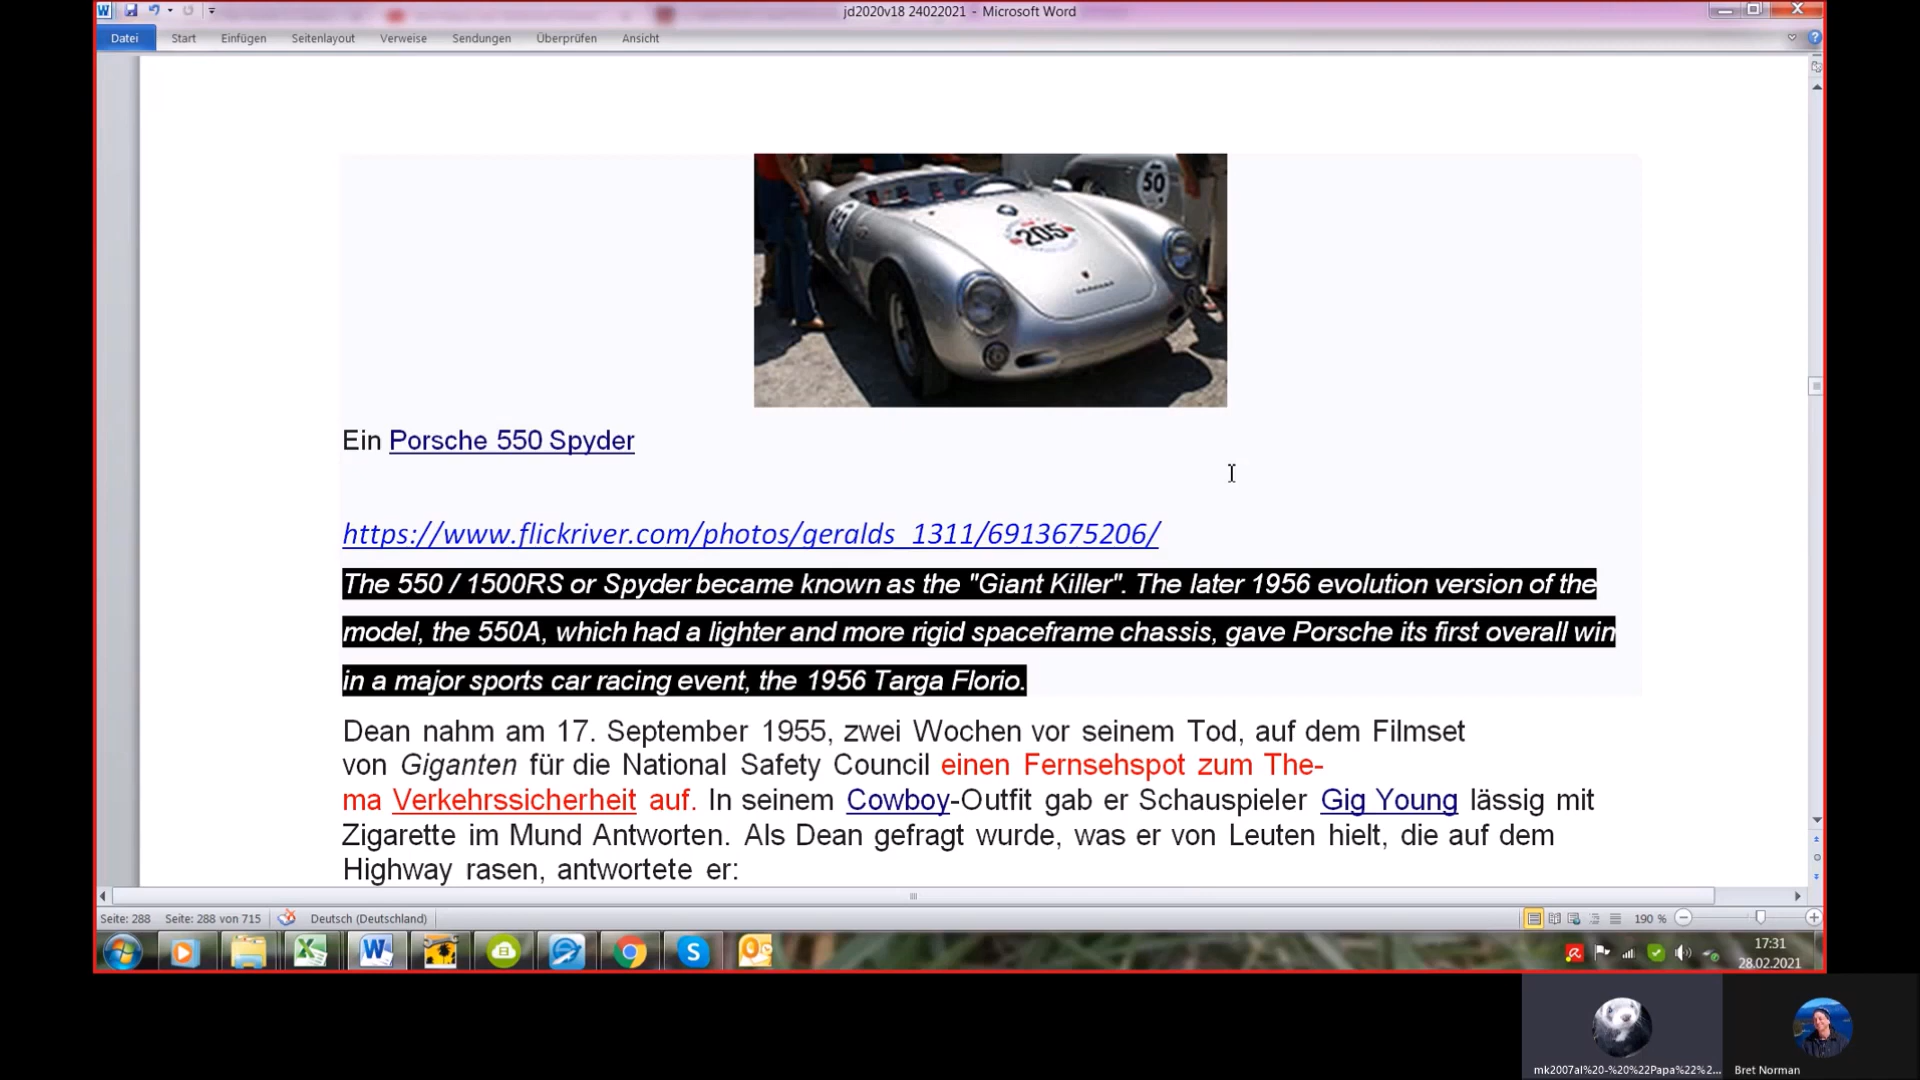 jd2020v18 24022021 - Microsoft Word
Datei Start Einfügen Seitenlayout Verweise Sendungen Überprüfen Ansicht
50
205
Ein Porsche 550 Spyder
https://www.flickriver.com/photos/geralds_1311/6913675206/
The 550 / 1500RS or Spyder became known as the "Giant Killer". The later 1956 evolution version of the
model, the 550A, which had a lighter and more rigid spaceframe chassis, gave Porsche its first overall win
in a major sports car racing event, the 1956 Targa Florio.
Dean nahm am 17. September 1955, zwei Wochen vor seinem Tod, auf dem Filmset
von Giganten für die National Safety Council einen Fernsehspot zum The-
ma Verkehrssicherheit auf. In seinem Cowboy-Outfit gab er Schauspieler Gig Young lässig mit
Zigarette im Mund Antworten. Als Dean gefragt wurde, was er von Leuten hielt, die auf dem
Highway rasen, antwortete er:
Seite: 288 Seite: 288 von 715 Deutsch (Deutschland) 190 %
17:31
28.02.2021
mk2007al%20-%20%22Papa%22%2...
Bret Norman